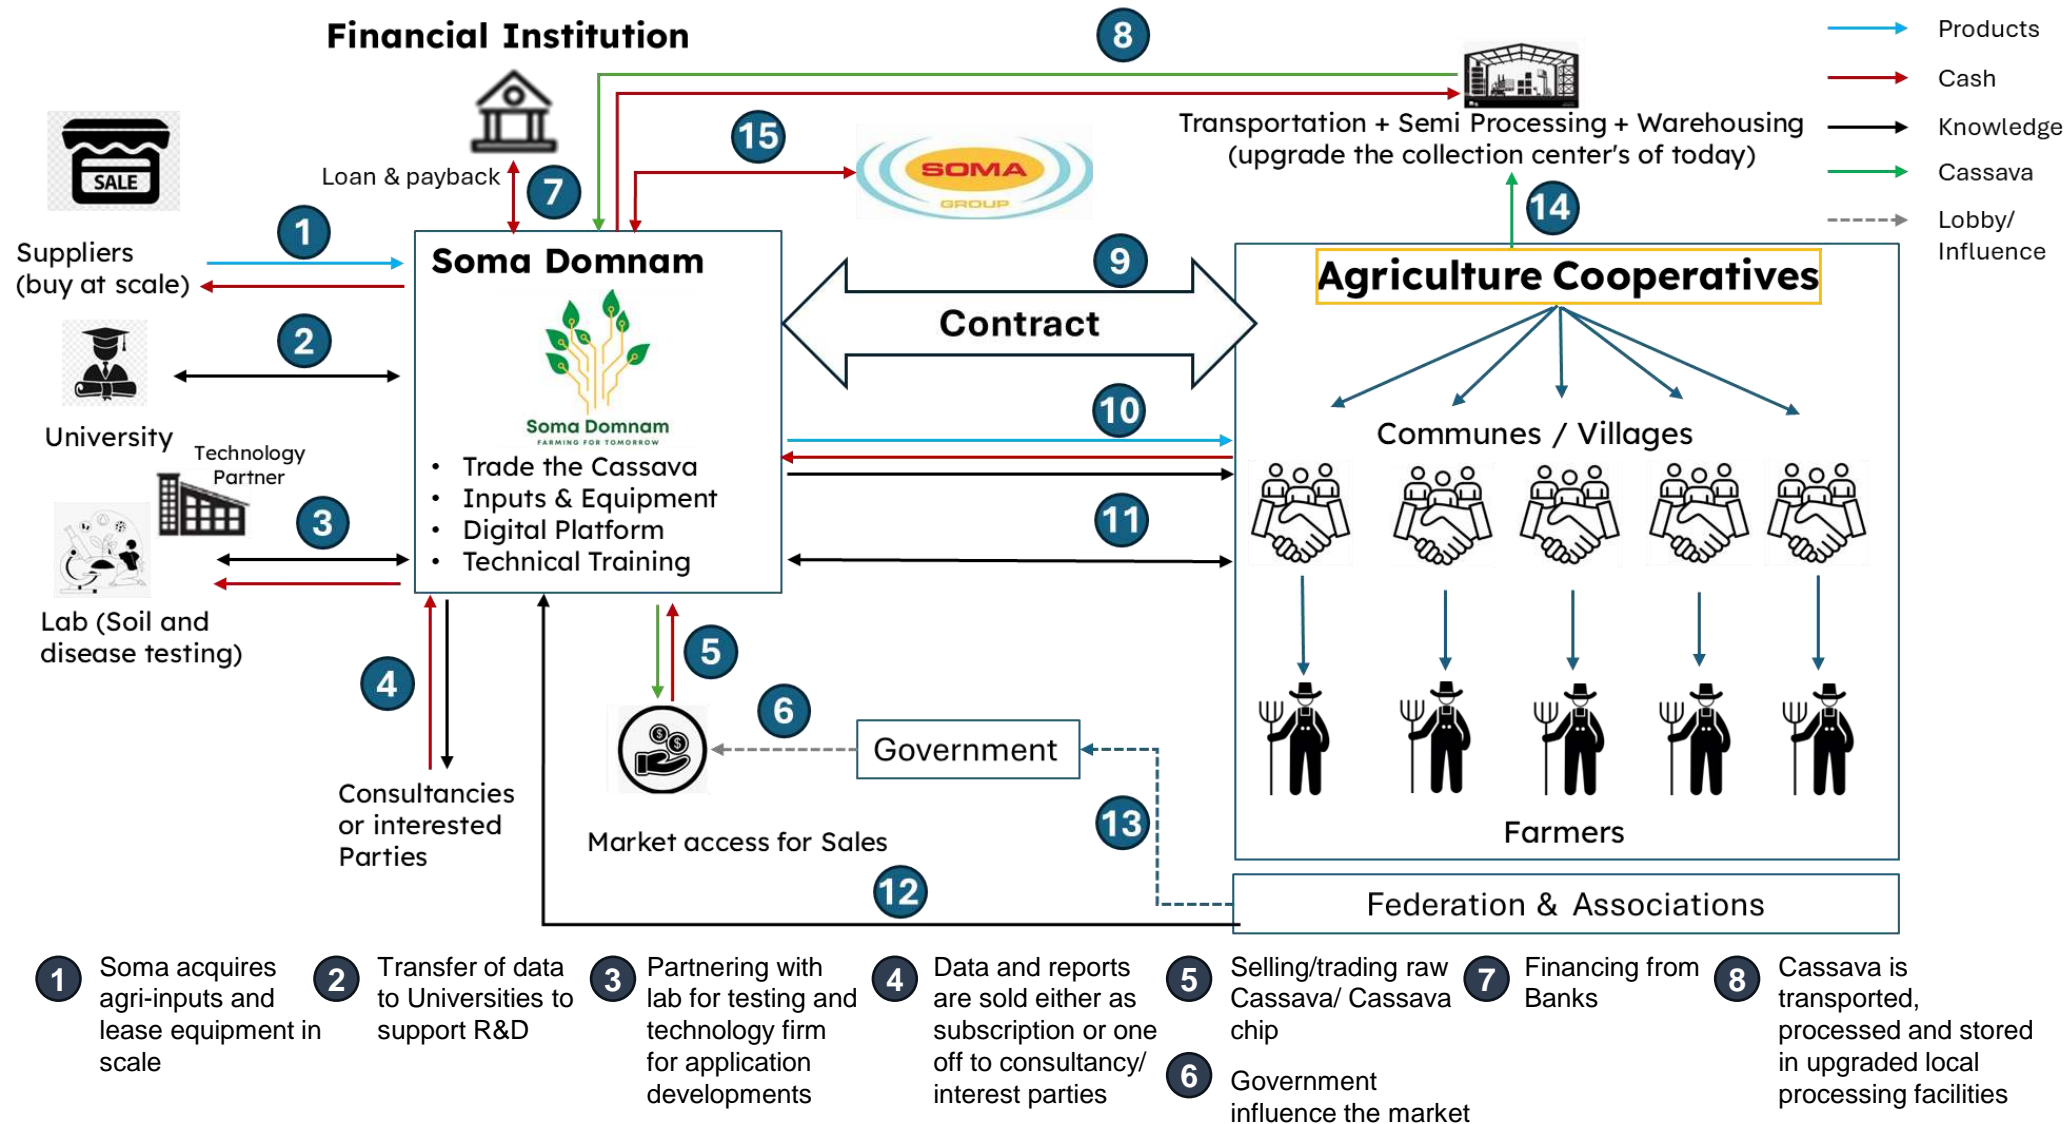 Financial Institution
8
Products
Cash
Knowledge
Cassava
Lobby/
Influence
SALE
15
SOMA
GROUP
Transportation + Semi Processing + Warehousing
(upgrade the collection center's of today)
Loan & payback
7
14
1
Suppliers
(buy at scale)
Soma Domnam
9
Contract
Agriculture Cooperatives
2
University
Soma Domnam
FARMING FOR TOMORROW
10
Communes / Villages
Technology
Partner
• Trade the Cassava
• Inputs & Equipment
• Digital Platform
• Technical Training
3
11
Lab (Soil and
disease testing)
4
5
6
Government
Consultancies
or interested
Parties
Market access for Sales
13
Farmers
12
Federation & Associations
1
Soma acquires
agri-inputs and
lease equipment in
scale
2
Transfer of data
to Universities to
support R&D
3
Partnering with
lab for testing and
technology firm
for application
developments
4
Data and reports
are sold either as
subscription or one
off to consultancy/
interest parties
5
Selling/trading raw
Cassava/ Cassava
chip
6
Government
influence the market
7
Financing from
Banks
8
Cassava is
transported,
processed and stored
in upgraded local
processing facilities